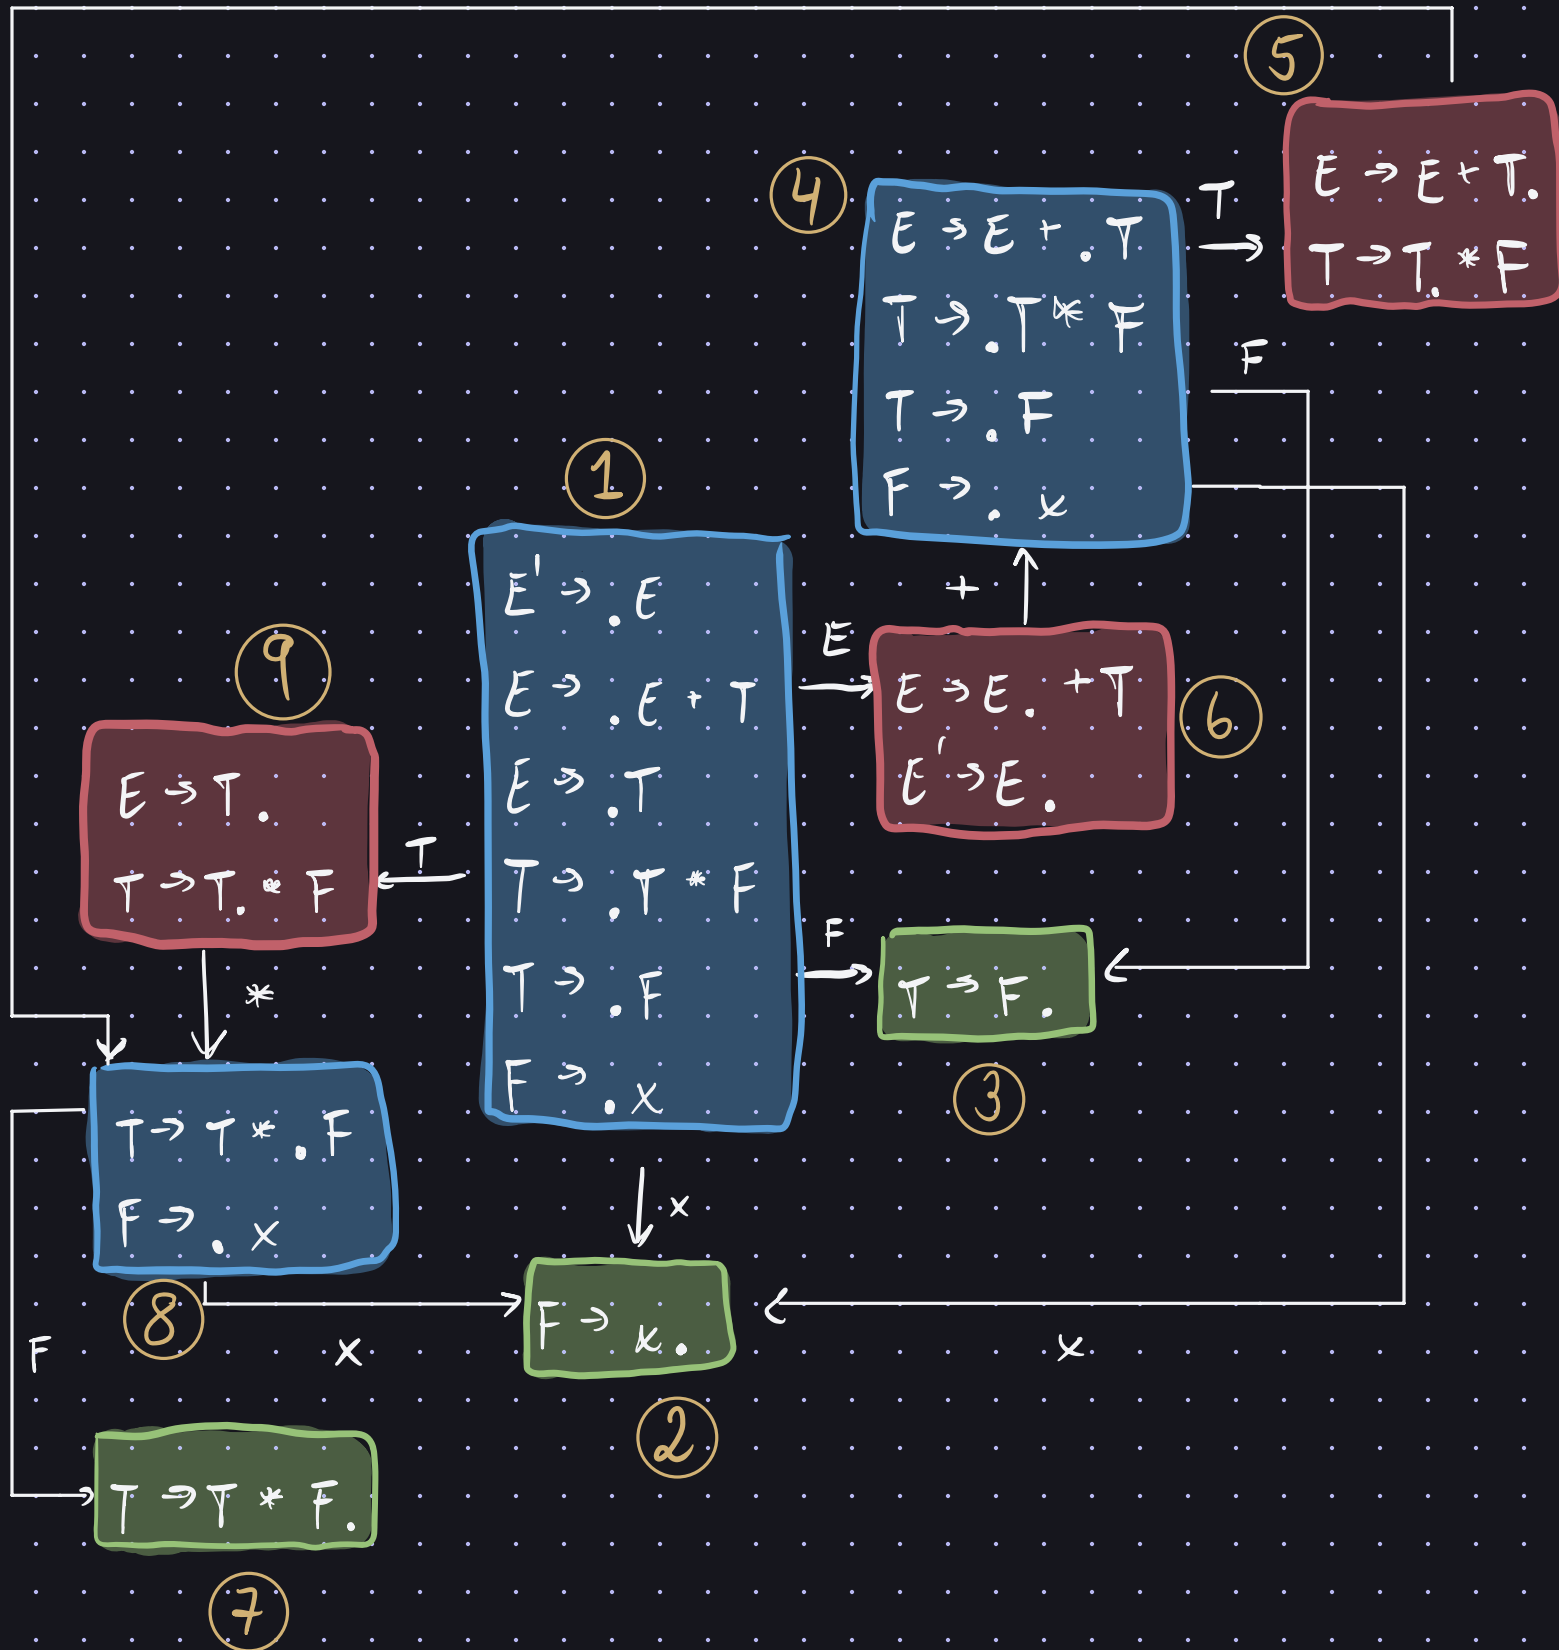 5
E → E + T.
T → T. * F
T
4
E → E + .T
T → .T * F
T → .F
F → .x
F
1
E' → .E
E → .E + T
E → .T
T → .T * F
T → .F
F → .x
+
E
E → E. + T
E' → E.
6
9
E → T.
T → T. * F
T
*
F
T → F.
3
T → T * .F
F → .x
8
x
F → x.
2
x
x
F
T → T * F.
7